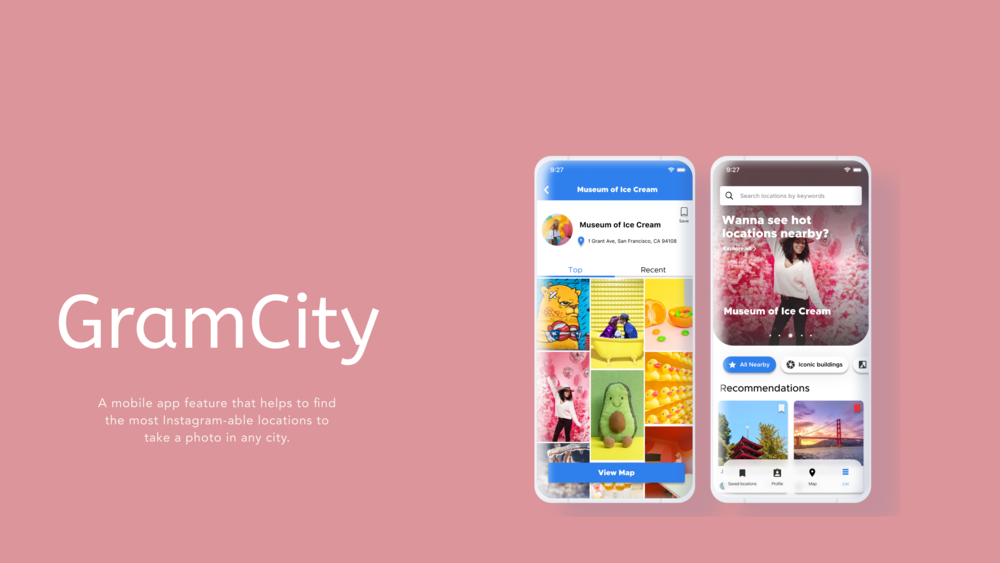 GramCity
A mobile app feature that helps to find
the most Instagram-able locations to
take a photo in any city.
9:27
Museum of Ice Cream
Museum of Ice Cream
Save
1 Grant Ave, San Francisco, CA 94108
Top
Recent
View Map
9:27
Search locations by keywords
Wanna see hot
locations nearby?
Museum of Ice Cream
All Nearby
Iconic buildings
Recommendations
Saved locations
Profile
Map
List